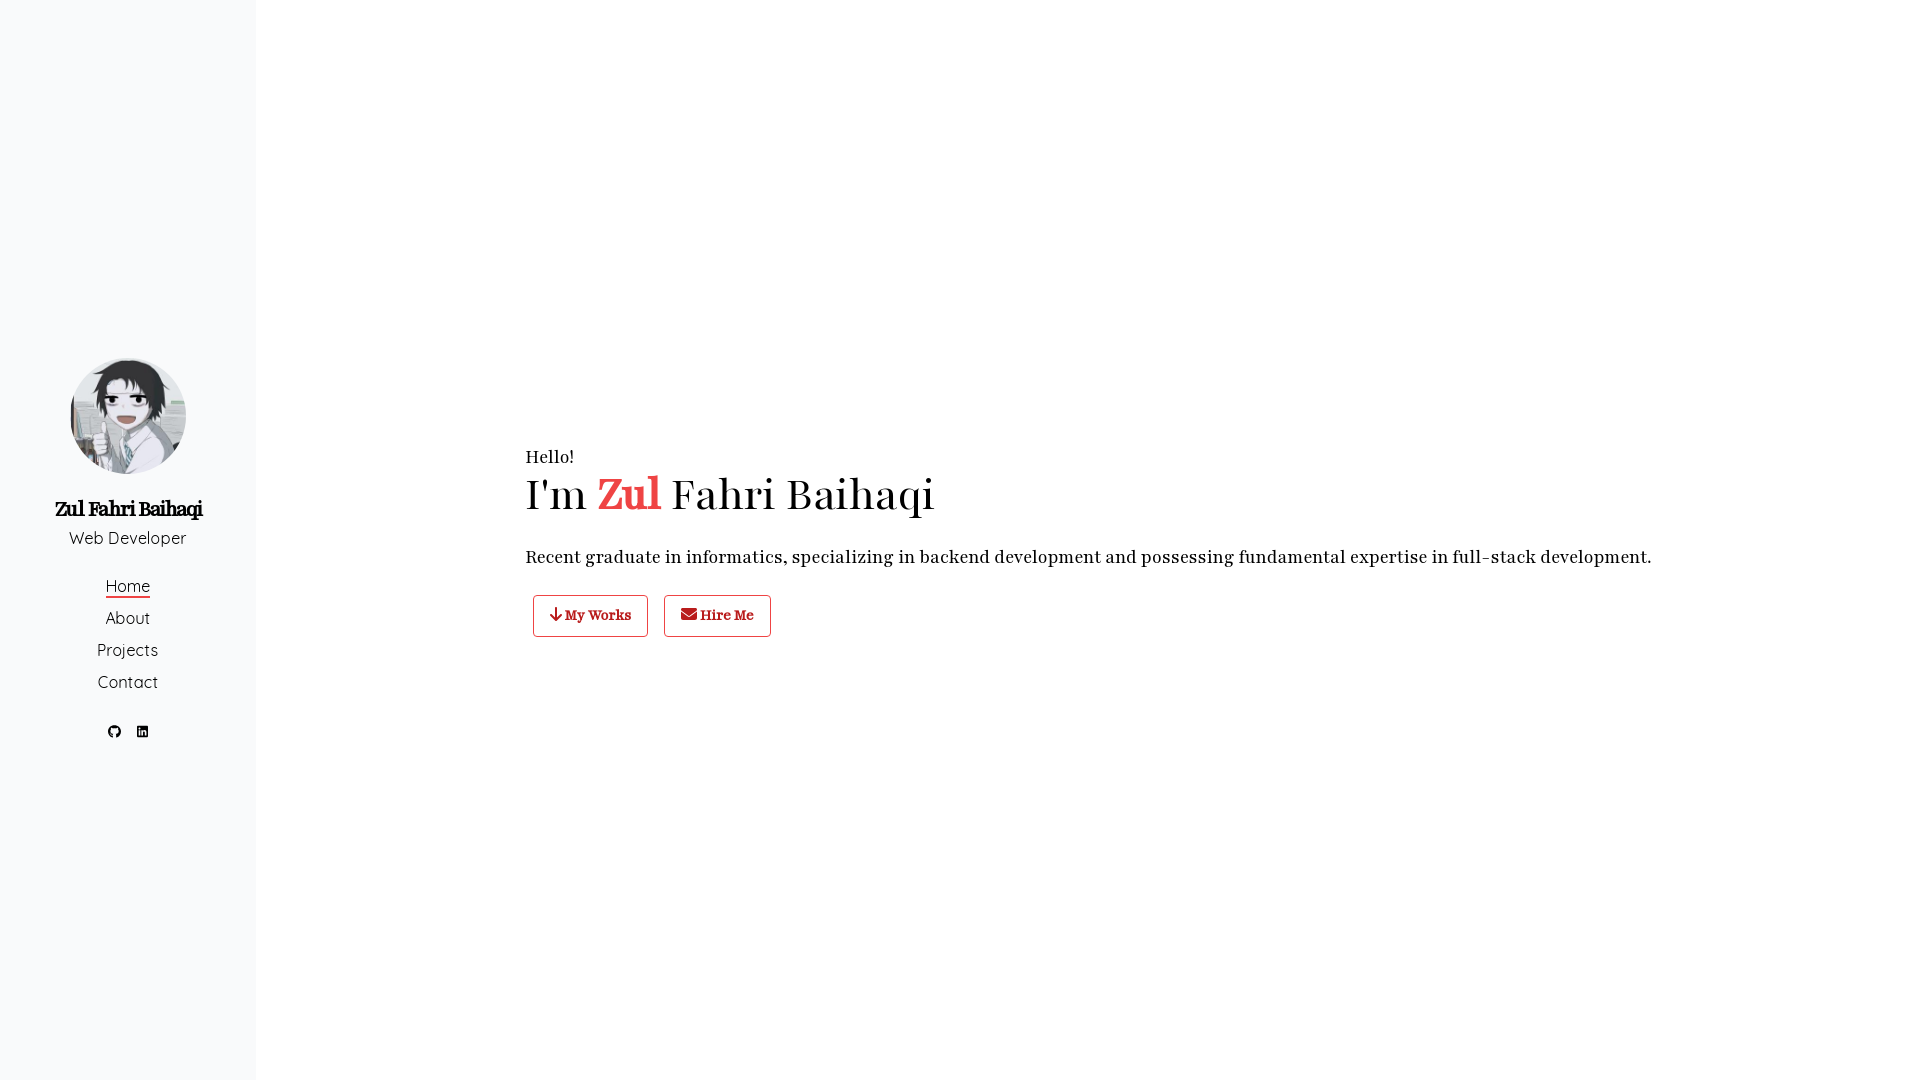 Zul Fahri Baihaqi
Web Developer
Home
About
Projects
Contact
Hello!
I'm Zul Fahri Baihaqi
Recent graduate in informatics, specializing in backend development and possessing fundamental expertise in full-stack development.
My Works
Hire Me